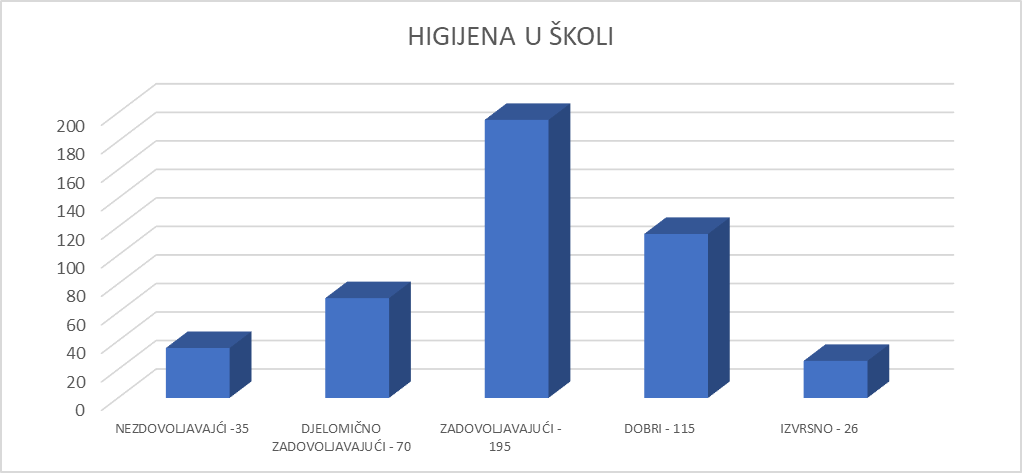 HIGIJENA U ŠKOLI
200
180
160
140
120
100
80
60
40
20
0
NEZDOVOLJAVAJĆI -35
DJELOMIČNO
ZADOVOLJAVAJUĆI - 70
ZADOVOLJAVAJUĆI -
195
DOBRI - 115
IZVRSNO - 26